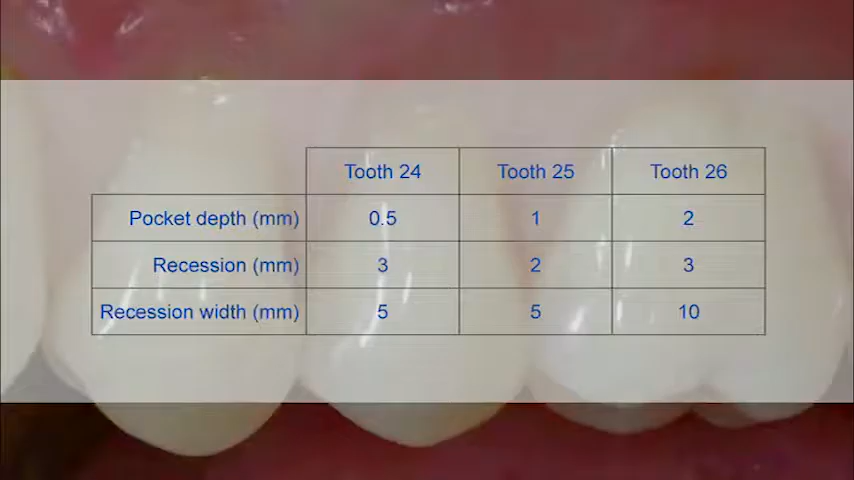 Tooth 24 Tooth 25 Tooth 26
Pocket depth (mm) 0.5 1 2
Recession (mm) 3 2 3
Recession width (mm) 5 5 10